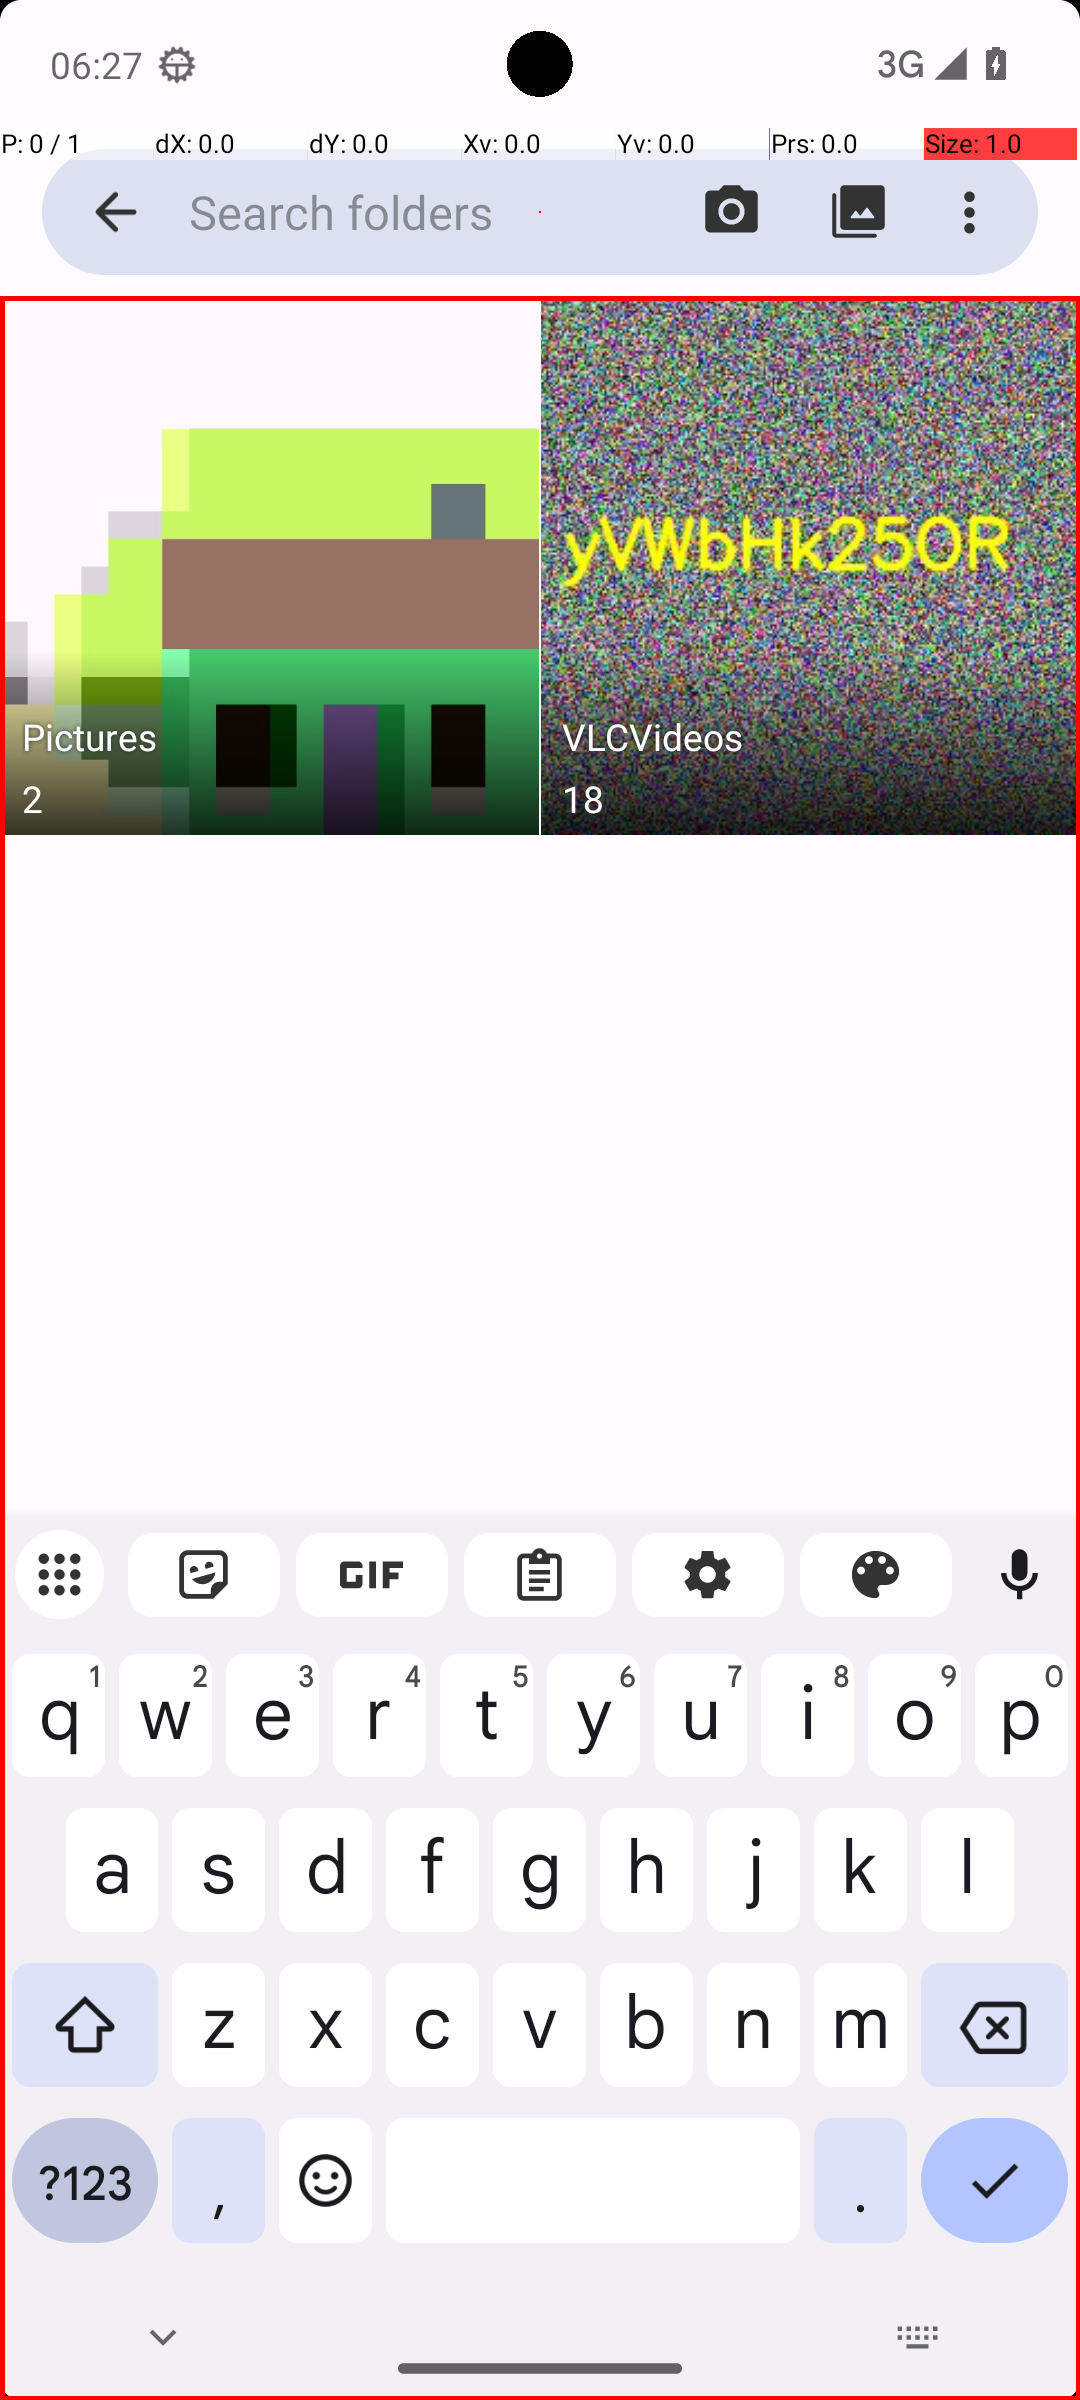 06:27 3G
P: 0 / 1 dX: 0.0 dY: 0.0 Xv: 0.0 Yv: 0.0 Prs: 0.0 Size: 1.0
Search folders
yVWbHk25OR
Pictures VLCVideos
2 18
GIF
q 1 w 2 e 3 r 4 t 5 y 6 u 7 i 8 o 9 p 0
a s d f g h j k l
z x c v b n m
?123 , .